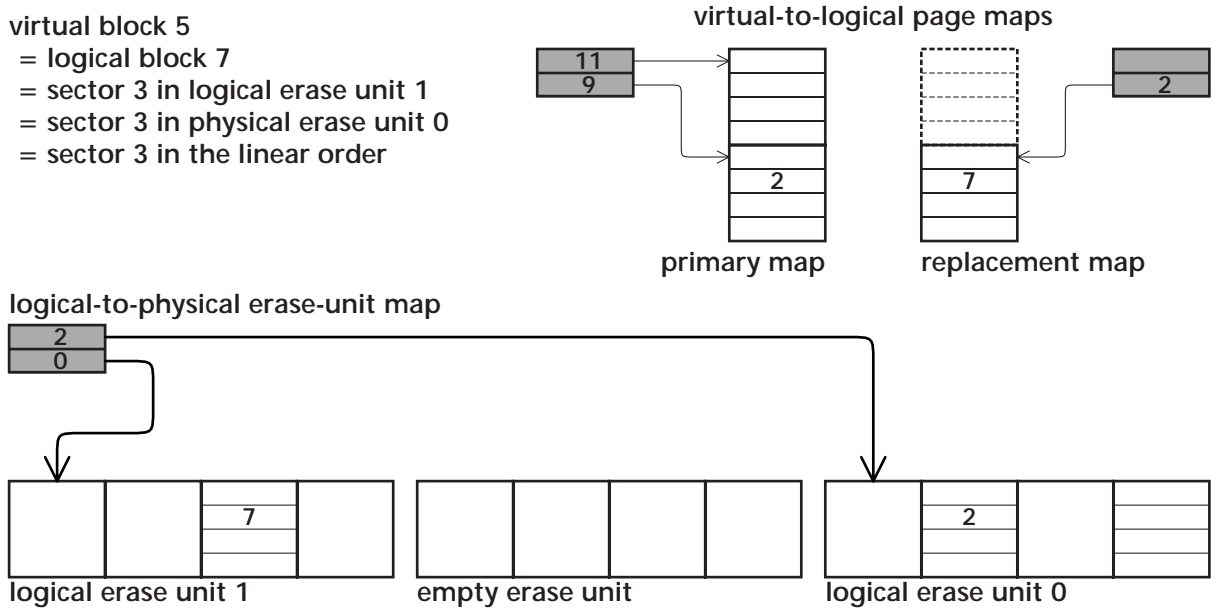 virtual block 5
= logical block 7
= sector 3 in logical erase unit 1
= sector 3 in physical erase unit 0
= sector 3 in the linear order
virtual-to-logical page maps
11
9
2
2
7
primary map
replacement map
logical-to-physical erase-unit map
2
0
7
2
logical erase unit 1
empty erase unit
logical erase unit 0